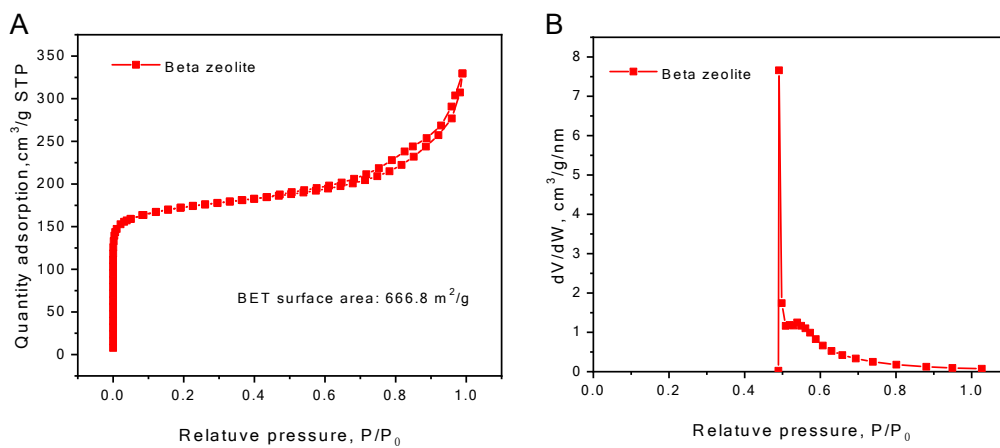 A
Beta zeolite
Quantity adsorption,cm³/g STP
350
300
250
200
150
100
50
0
BET surface area: 666.8 m²/g
0.0 0.2 0.4 0.6 0.8 1.0
Relatuve pressure, P/P₀
B
Beta zeolite
dV/dW, cm³/g/nm
8
7
6
5
4
3
2
1
0
0.0 0.2 0.4 0.6 0.8 1.0
Relatuve pressure, P/P₀